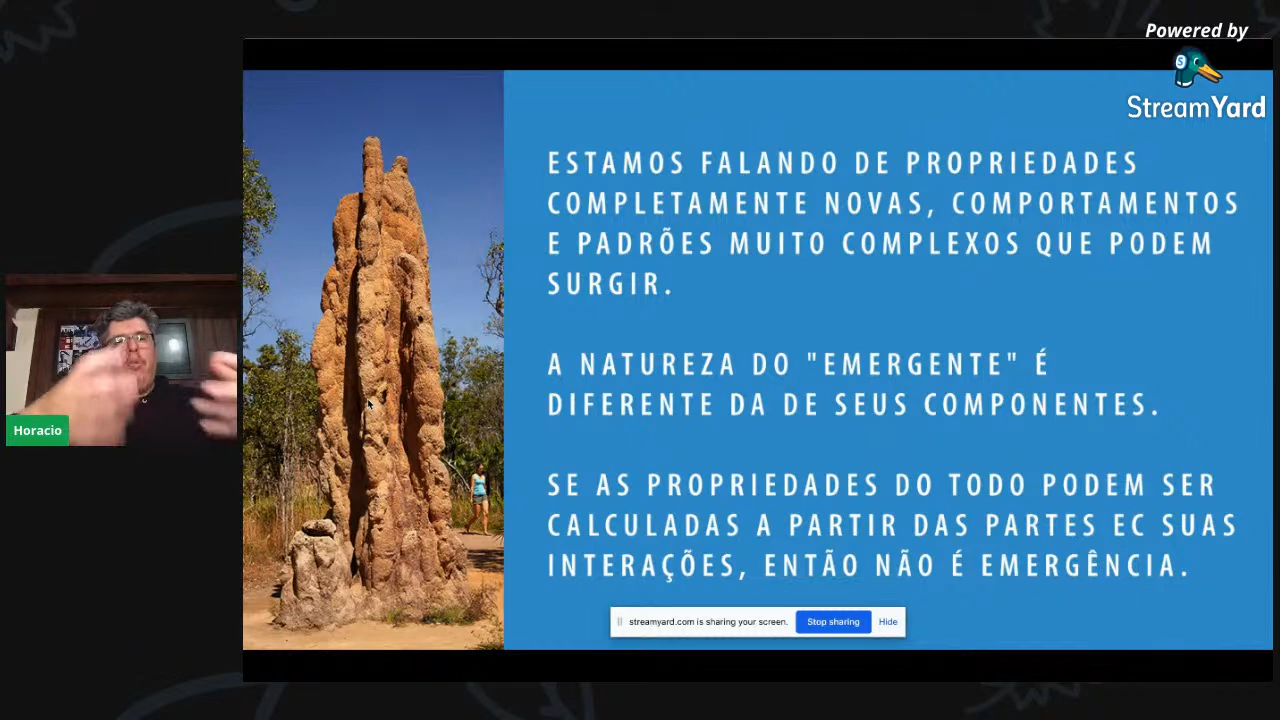 Powered by
StreamYard
ESTAMOS FALANDO DE PROPRIEDADES
COMPLETAMENTE NOVAS, COMPORTAMENTOS
E PADRÕES MUITO COMPLEXOS QUE PODEM
SURGIR.
A NATUREZA DO "EMERGENTE" É
DIFERENTE DA DE SEUS COMPONENTES.
SE AS PROPRIEDADES DO TODO PODEM SER
CALCULADAS A PARTIR DAS PARTES EC SUAS
INTERAÇÕES, ENTÃO NÃO É EMERGÊNCIA.
Horacio
streamyard.com is sharing your screen. Stop sharing Hide